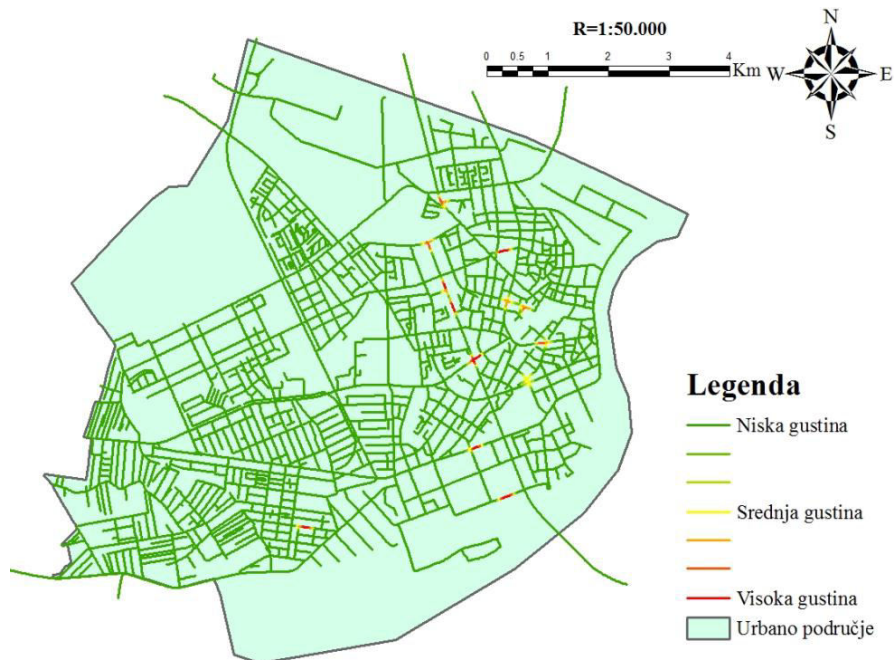 R=1:50.000
0 0.5 1 2 3 4
Km
N
W E
S
Legenda
Niska gustina
Srednja gustina
Visoka gustina
Urbano područje